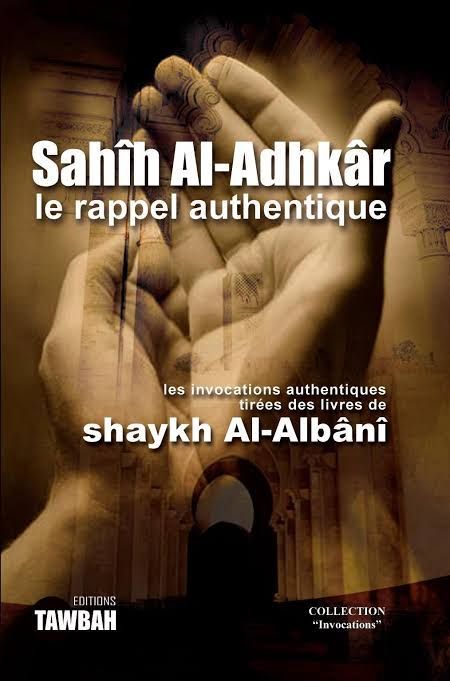 Sahîh Al-Adhkâr
le rappel authentique
les invocations authentiques
tirées des livres de
shaykh Al-Albânî
EDITIONS
TAWBAH
COLLECTION
“Invocations”